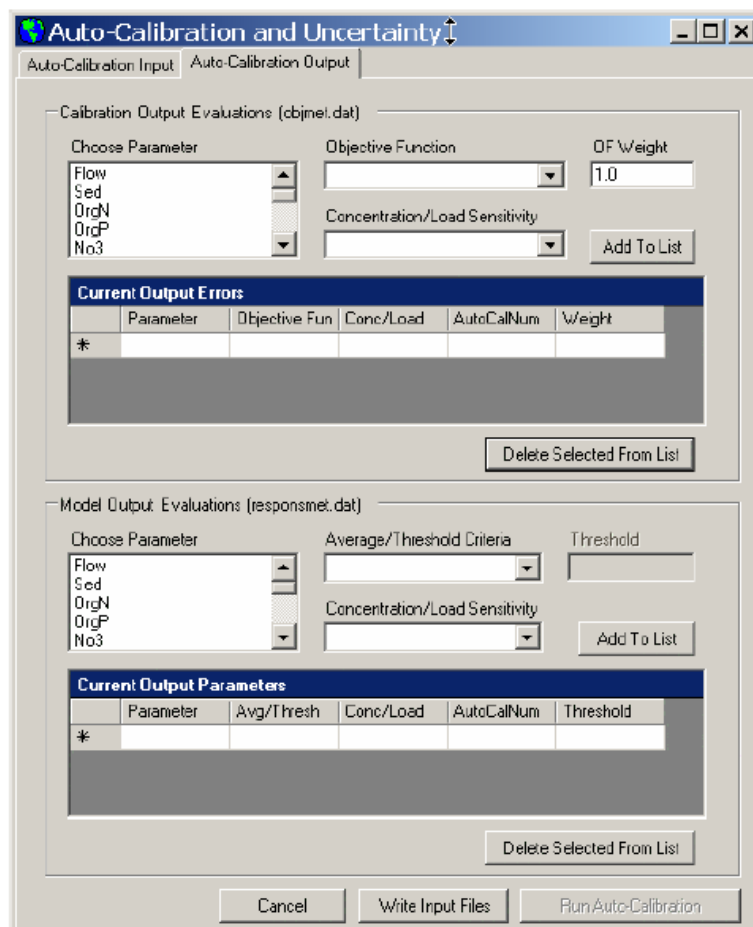 Auto-Calibration and Uncertainty
Auto-Calibration Input Auto-Calibration Output
Calibration Output Evaluations (objmet.dat)
Choose Parameter Objective Function OF Weight
Flow
Sed
OrgN
OrgP
No3
1.0
Concentration/Load Sensitivity
Add To List
Current Output Errors
Parameter Objective Fun Conc/Load AutoCalNum Weight
*
Delete Selected From List
Model Output Evaluations (responsmet.dat)
Choose Parameter Average/Threshold Criteria Threshold
Flow
Sed
OrgN
OrgP
No3
Concentration/Load Sensitivity
Add To List
Current Output Parameters
Parameter Avg/Thresh Conc/Load AutoCalNum Threshold
*
Delete Selected From List
Cancel Write Input Files Run Auto-Calibration